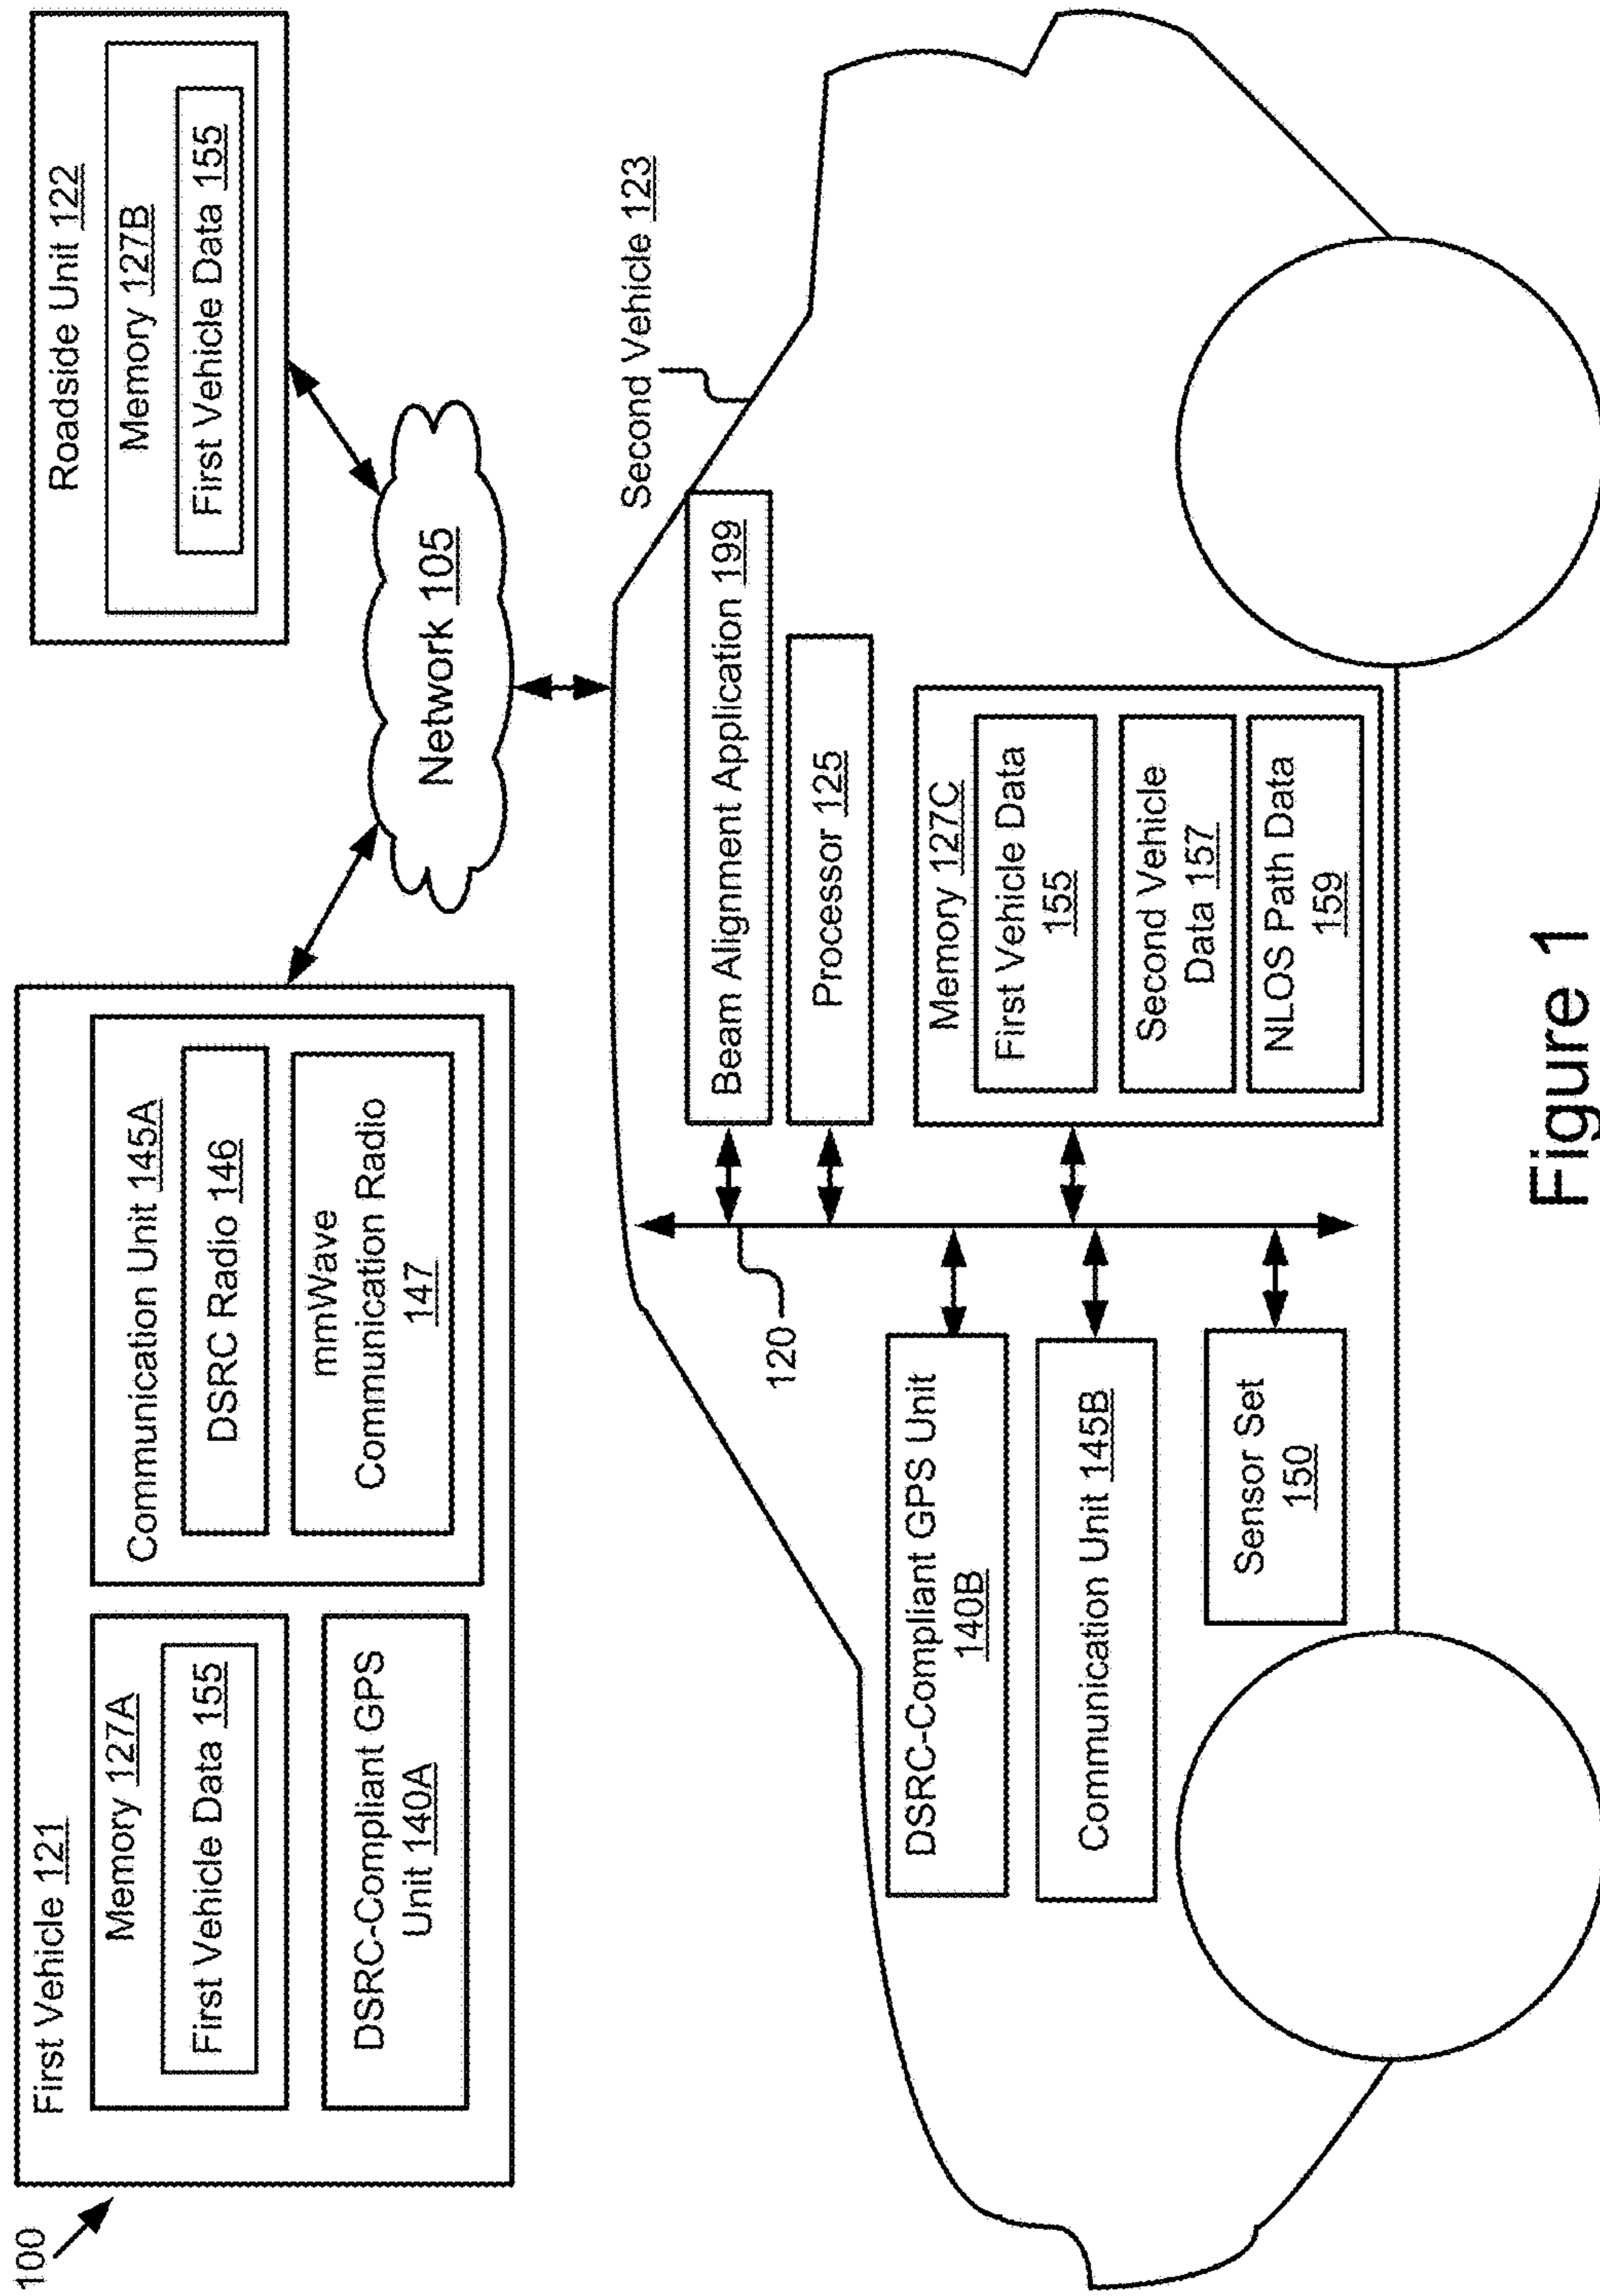 100
First Vehicle 121
Memory 127A
First Vehicle Data 155
DSRC-Compliant GPS
Unit 140A
Communication Unit 145A
DSRC Radio 146
mmWave
Communication Radio
147
Roadside Unit 122
Memory 127B
First Vehicle Data 155
Network 105
Second Vehicle 123
120
DSRC-Compliant GPS Unit
140B
Communication Unit 145B
Sensor Set
150
Beam Alignment Application 199
Processor 125
Memory 127C
First Vehicle Data
155
Second Vehicle
Data 157
NLOS Path Data
159
Figure 1